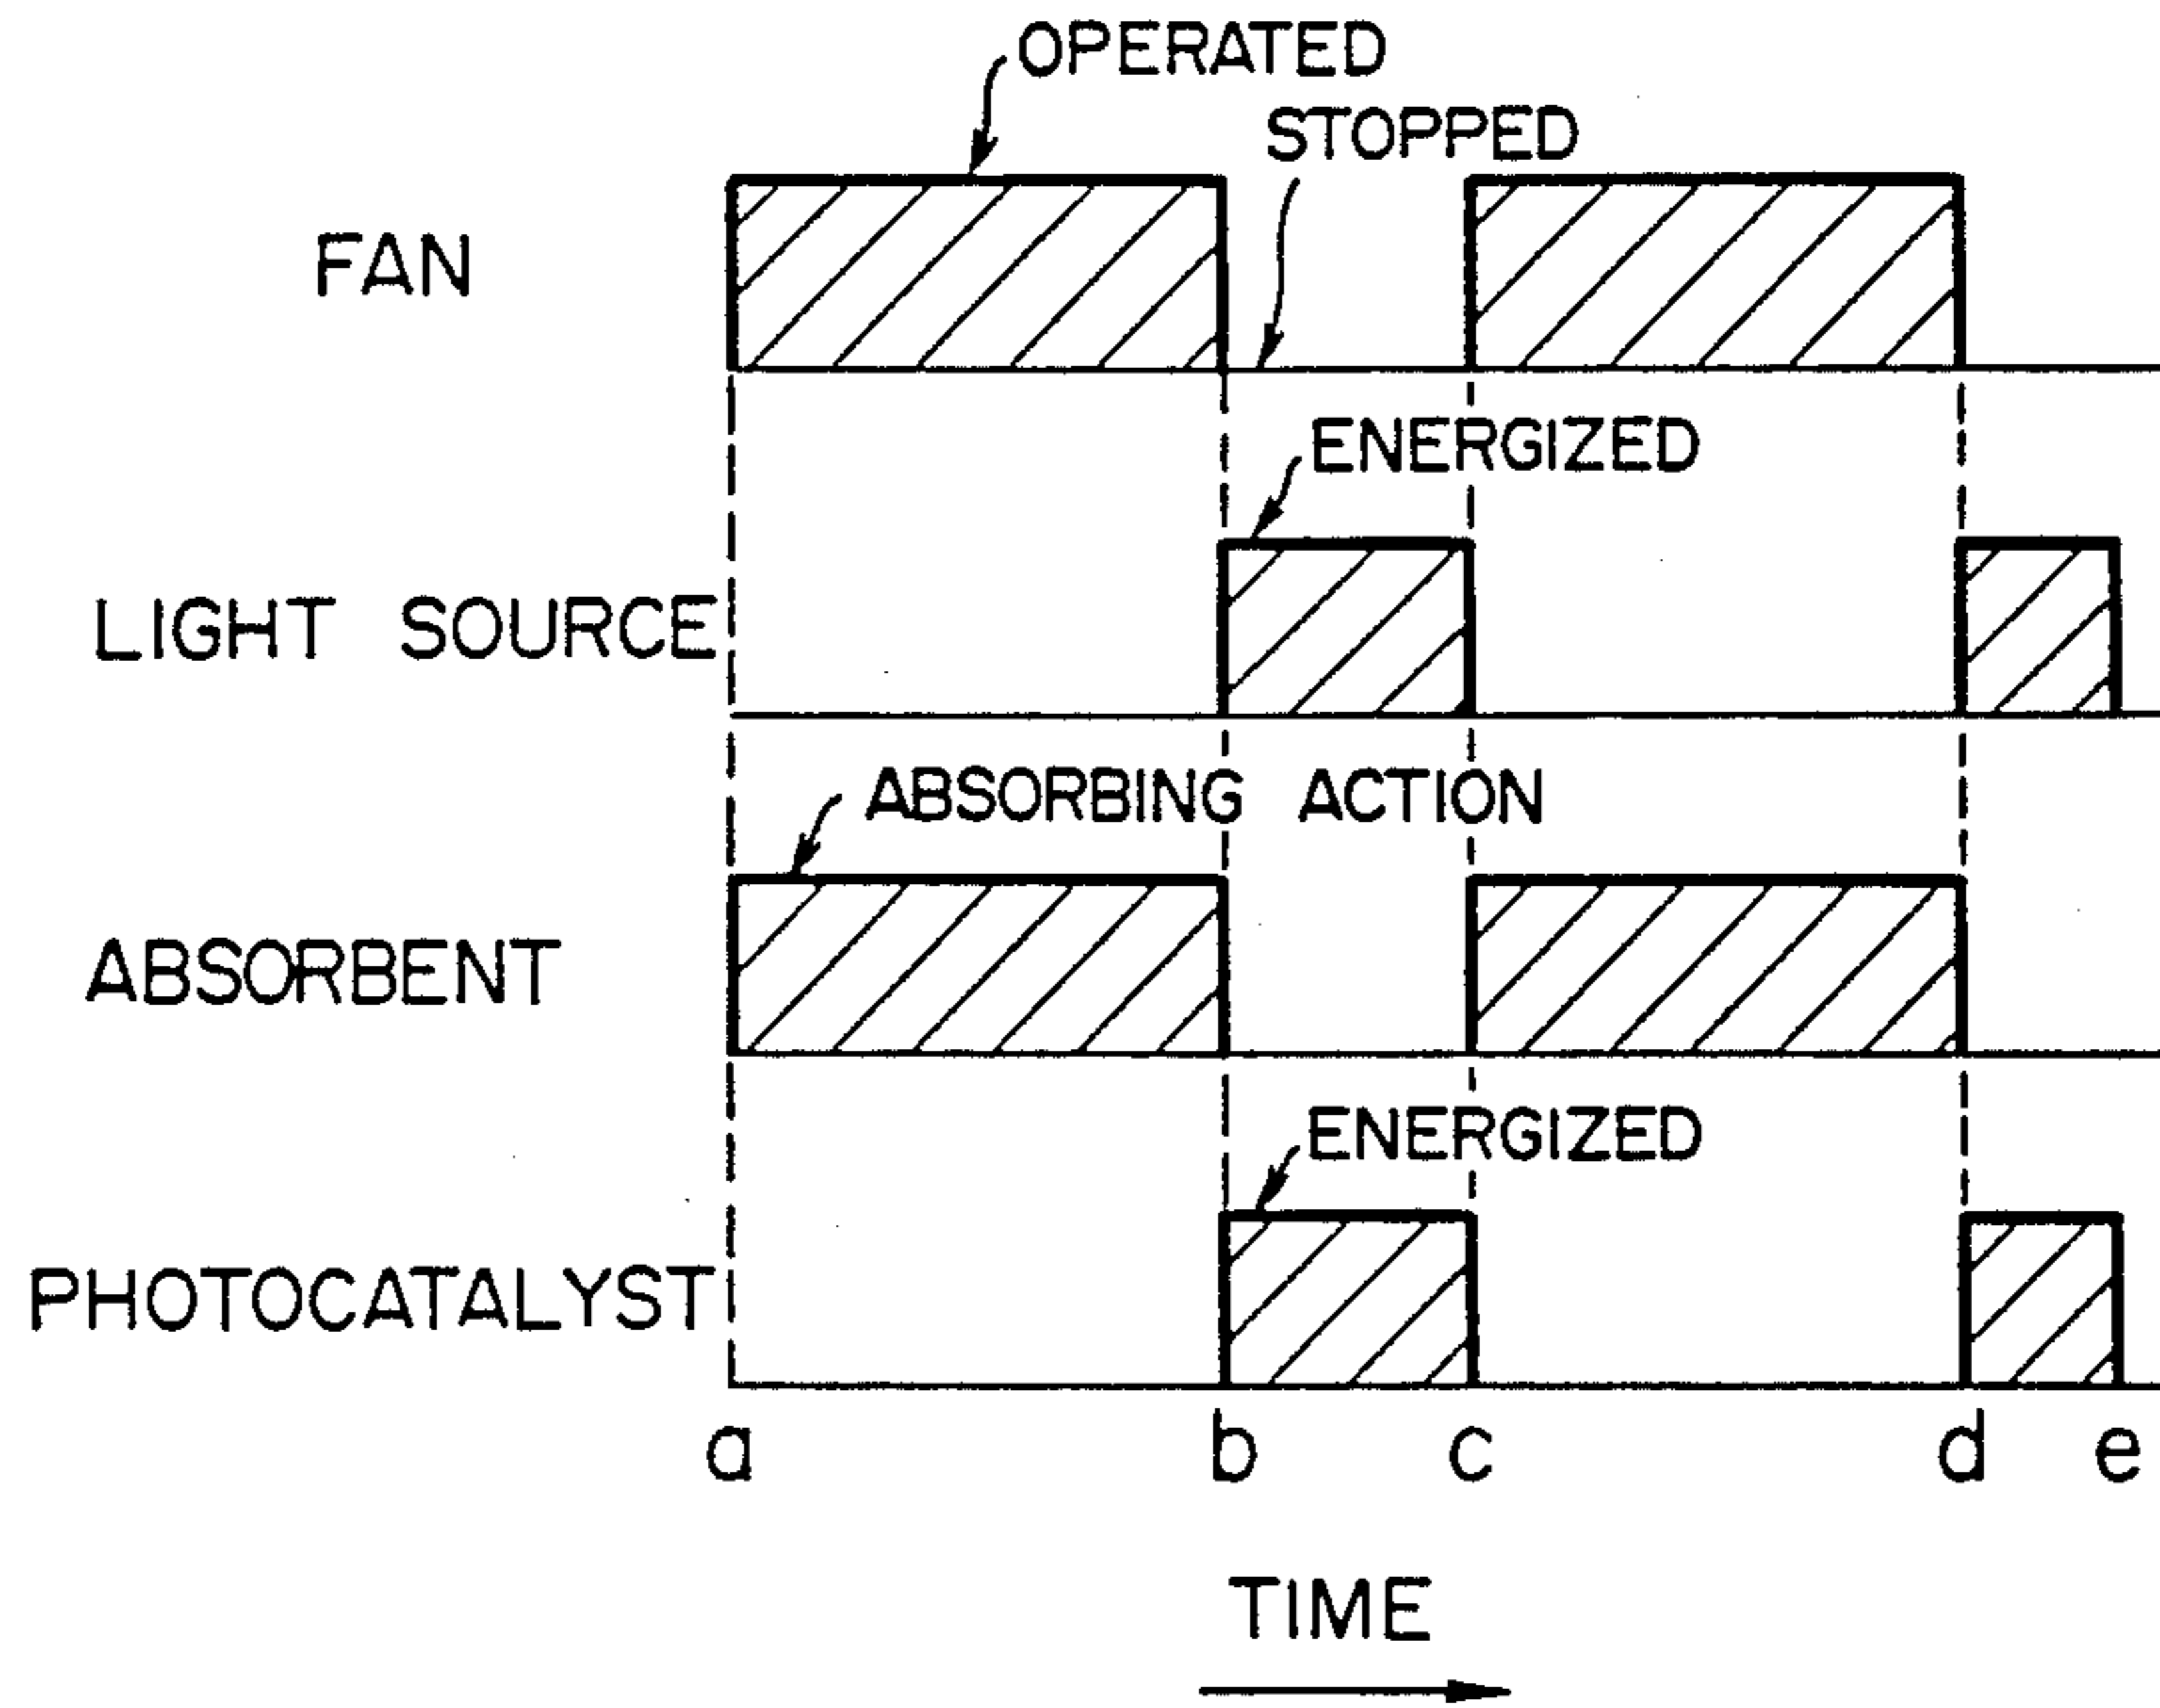 OPERATED
STOPPED
FAN
ENERGIZED
LIGHT SOURCE
ABSORBING ACTION
ABSORBENT
ENERGIZED
PHOTOCATALYST
a b c d e
TIME